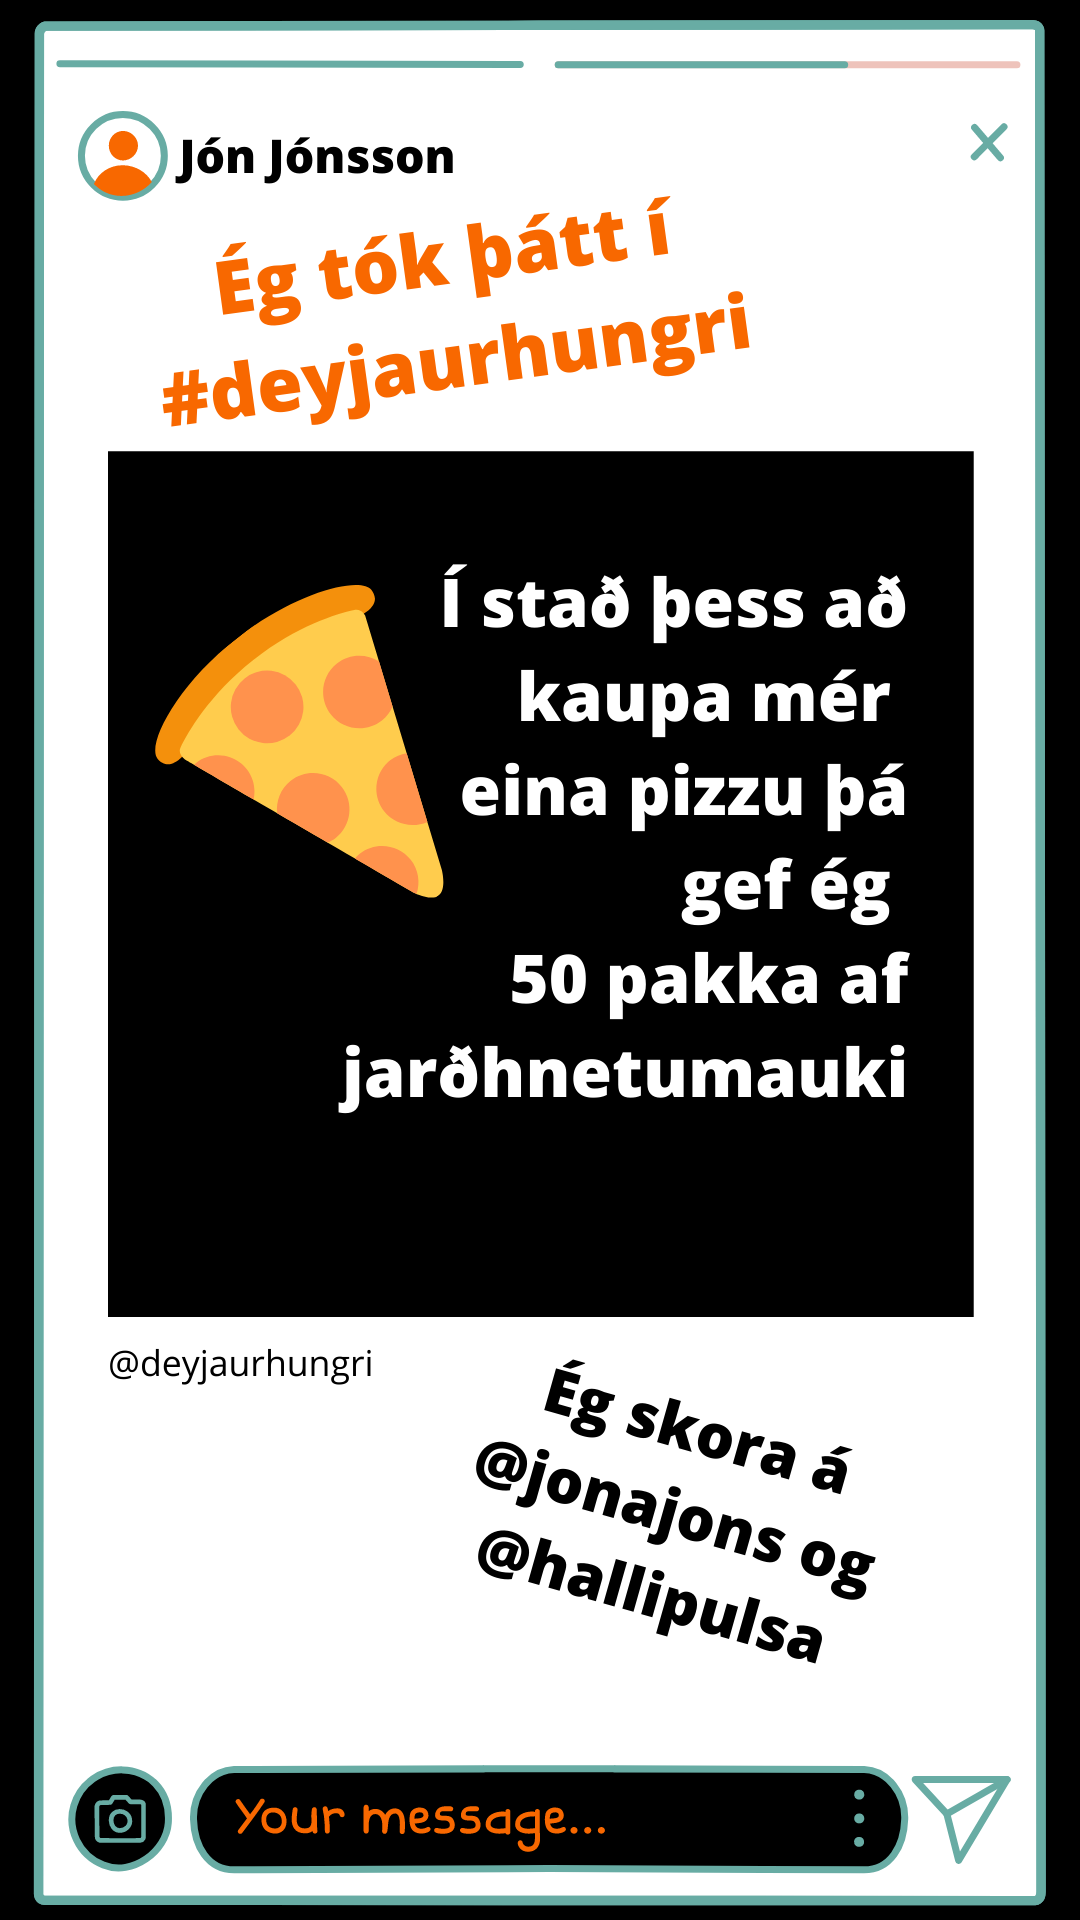 Jón Jónsson
Ég tók þátt í
#deyjaurhungri
Í stað þess að
kaupa mér
eina pizzu þá
gef ég
50 pakka af
jarðhnetumauki
@deyjaurhungri
Ég skora á
@jonajons og
@hallipulsa
Your message...